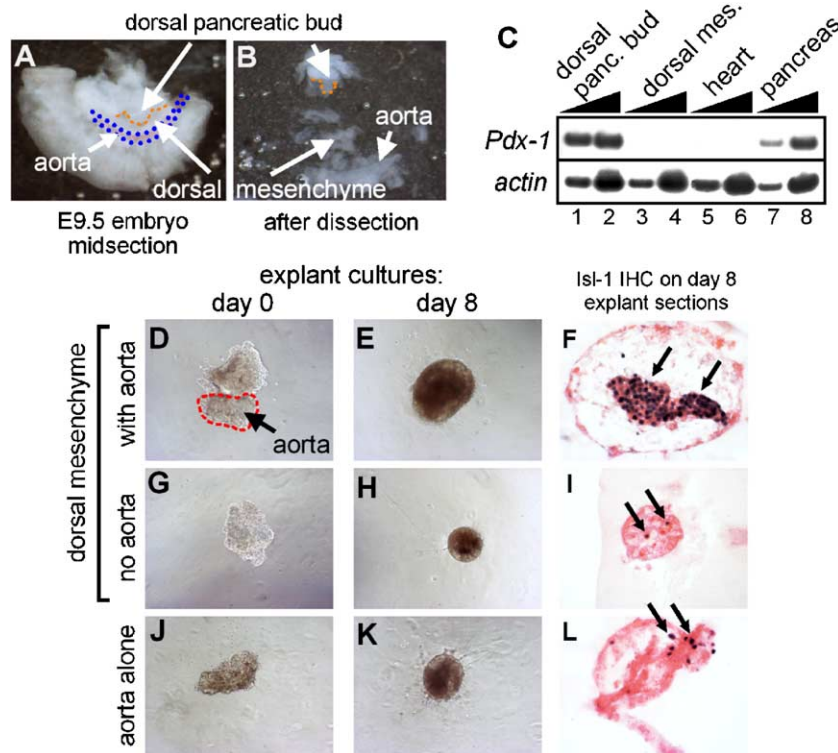 dorsal pancreatic bud
A
aorta
dorsal
E9.5 embryo
midsection
B
aorta
mesenchyme
after dissection
C
dorsal
panc. bud
dorsal mes.
heart
pancreas
Pdx-1
actin
1 2 3 4 5 6 7 8
explant cultures:
day 0
day 8
Isl-1 IHC on day 8
explant sections
dorsal mesenchyme
with aorta
D
aorta
E
F
no aorta
G
H
I
aorta alone
J
K
L